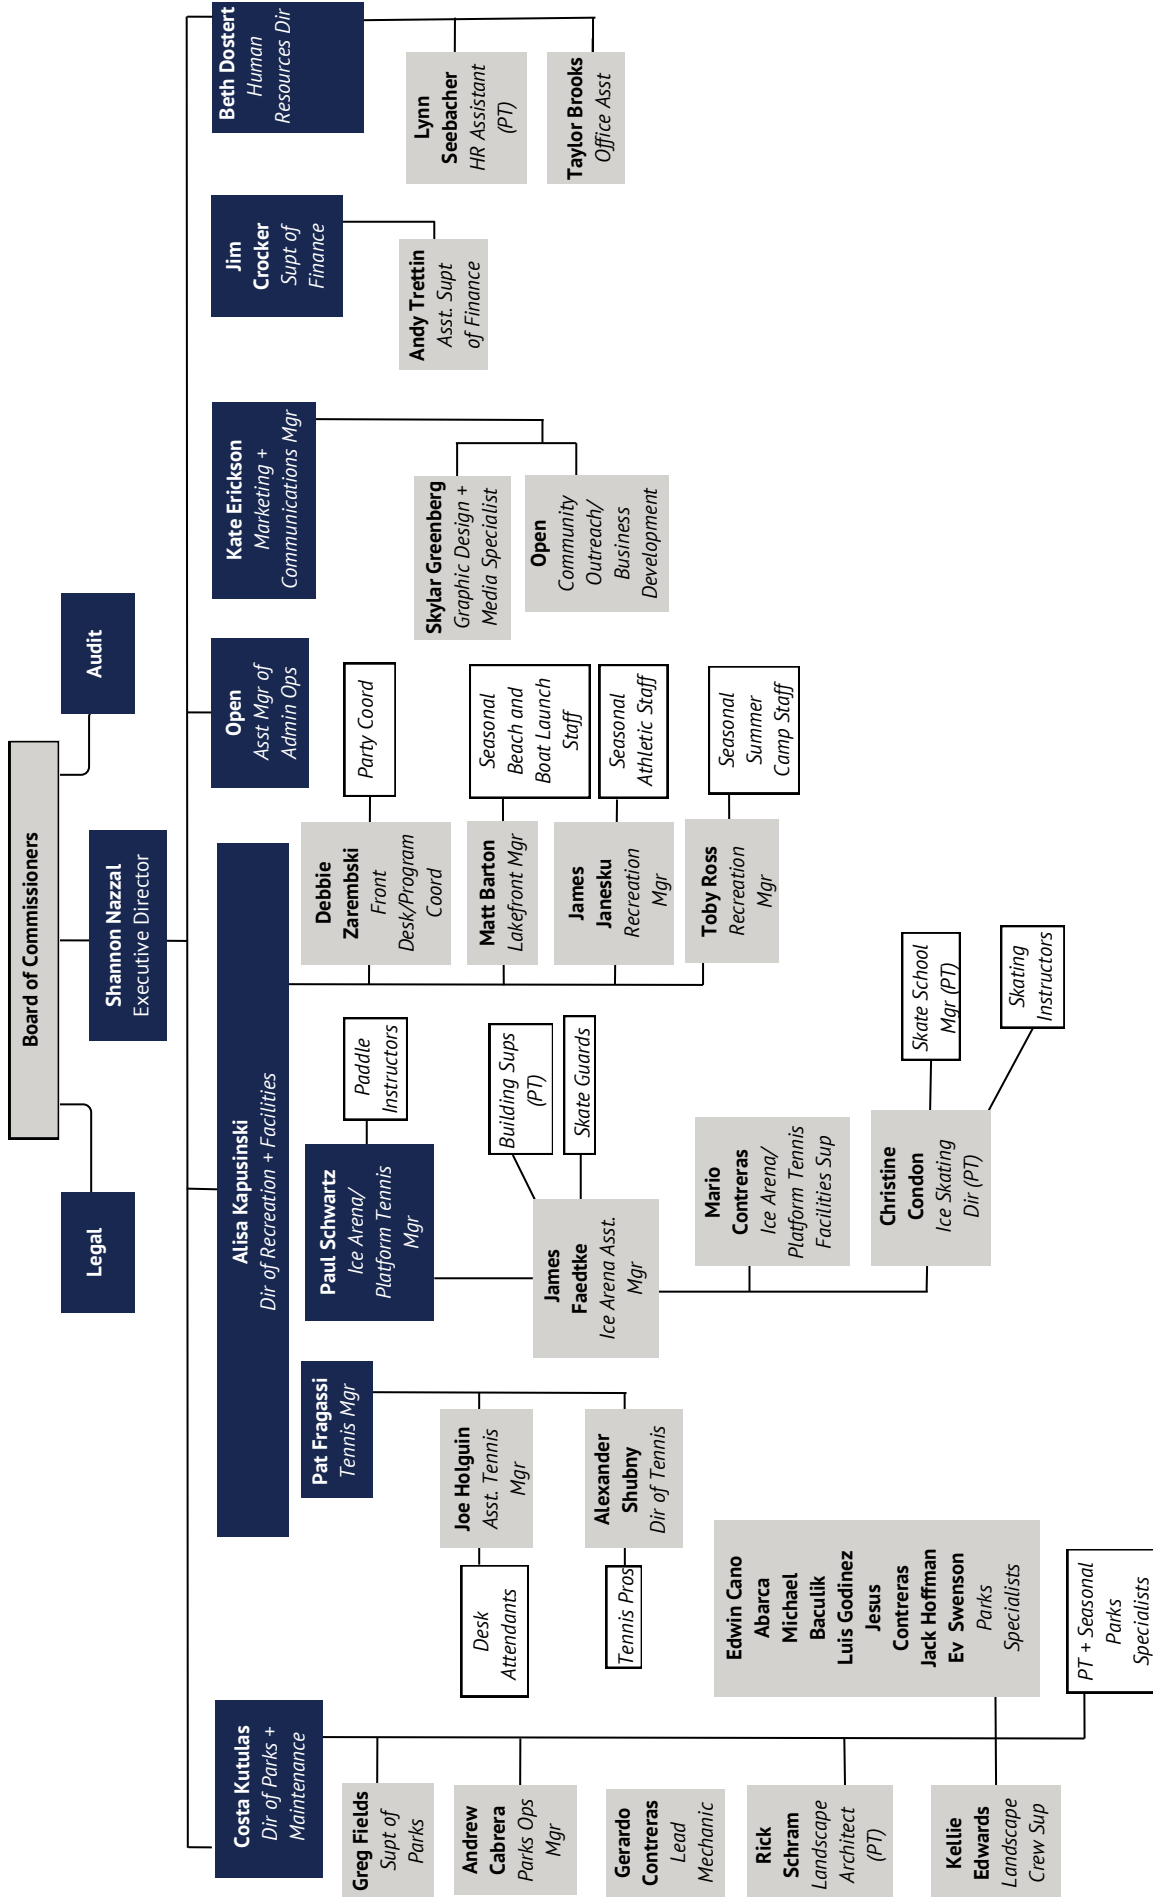 Board of Commissioners
Legal
Audit
Shannon Nazzal
Executive Director
Costa Kutulas
Dir of Parks +
Maintenance
Alisa Kapusinski
Dir of Recreation + Facilities
Open
Asst Mgr of
Admin Ops
Kate Erickson
Marketing +
Communications Mgr
Jim
Crocker
Supt of
Finance
Beth Dostert
Human
Resources Dir
Greg Fields
Supt of
Parks
Andrew
Cabrera
Parks Ops
Mgr
Gerardo
Contreras
Lead
Mechanic
Rick
Schram
Landscape
Architect
(PT)
Kellie
Edwards
Landscape
Crew Sup
Edwin Cano
Abarca
Michael
Baculik
Luis Godinez
Jesus
Contreras
Jack Hoffman
Ev Swenson
Parks
Specialists
PT + Seasonal
Parks
Specialists
Pat Fragassi
Tennis Mgr
Joe Holguin
Asst. Tennis
Mgr
Desk
Attendants
Alexander
Shubny
Dir of Tennis
Tennis Pros
Paul Schwartz
Ice Arena/
Platform Tennis
Mgr
Paddle
Instructors
James
Faedtke
Ice Arena Asst.
Mgr
Building Sups
(PT)
Skate Guards
Mario
Contreras
Ice Arena/
Platform Tennis
Facilities Sup
Christine
Condon
Ice Skating
Dir (PT)
Skate School
Mgr (PT)
Skating
Instructors
Debbie
Zarembski
Front
Desk/Program
Coord
Party Coord
Matt Barton
Lakefront Mgr
Seasonal
Beach and
Boat Launch
Staff
James
Janesku
Recreation
Mgr
Seasonal
Athletic Staff
Toby Ross
Recreation
Mgr
Seasonal
Summer
Camp Staff
Skylar Greenberg
Graphic Design +
Media Specialist
Open
Community
Outreach/
Business
Development
Andy Trettin
Asst. Supt
of Finance
Lynn
Seebacher
HR Assistant
(PT)
Taylor Brooks
Office Asst